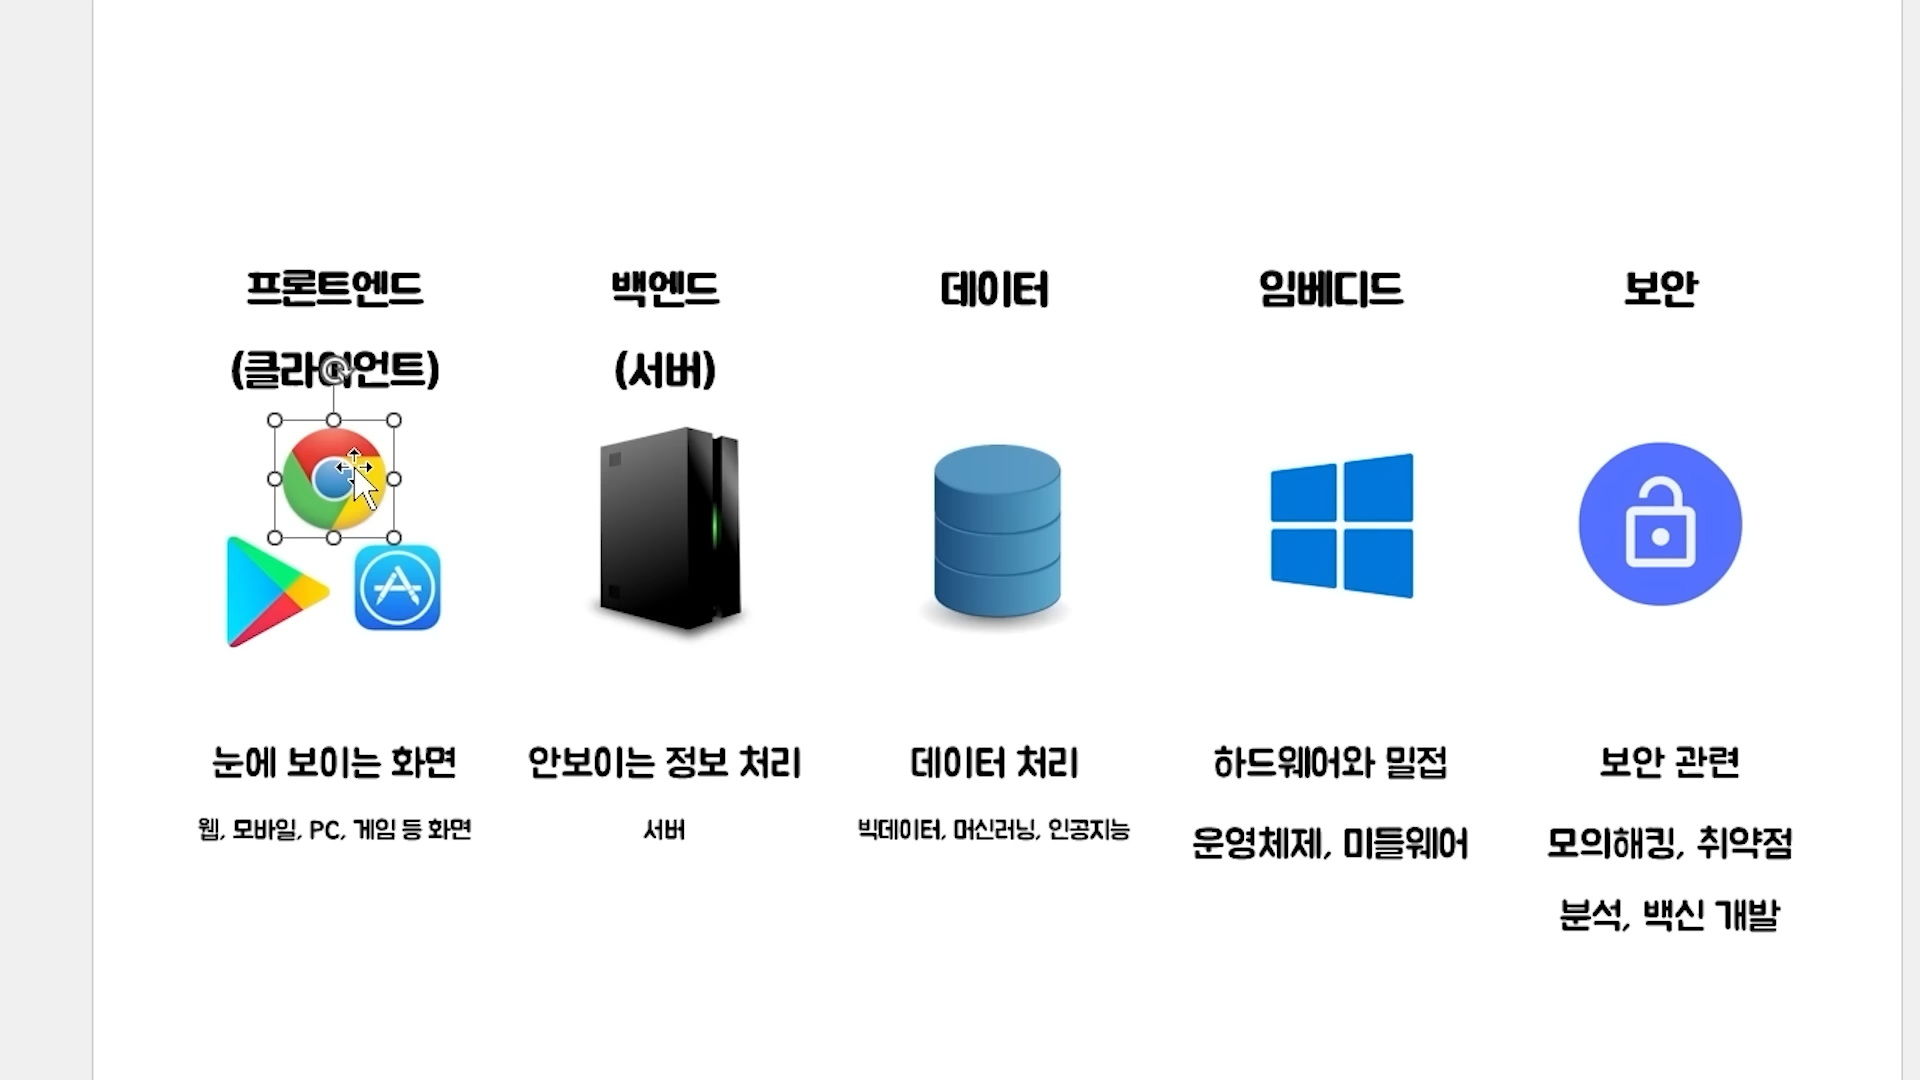 프론트엔드
(클라이언트)
백엔드
(서버)
데이터
임베디드
보안
눈에 보이는 화면
웹, 모바일, PC, 게임 등 화면
안보이는 정보 처리
서버
데이터 처리
빅데이터, 머신러닝, 인공지능
하드웨어와 밀접
운영체제, 미들웨어
보안 관련
모의해킹, 취약점
분석, 백신 개발